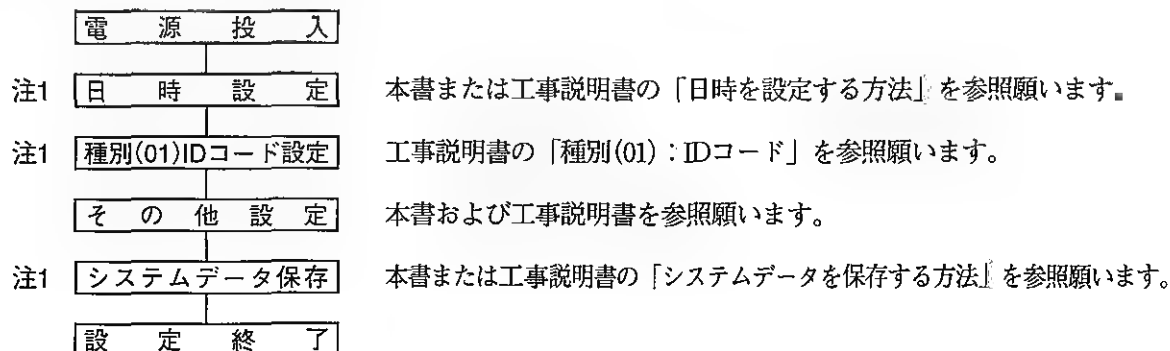 電源投入
注1 日時設定 本書または工事説明書の「日時を設定する方法」を参照願います。
注1 種別(01)IDコード設定 工事説明書の「種別(01)：IDコード」を参照願います。
その他設定 本書および工事説明書を参照願います。
注1 システムデータ保存 本書または工事説明書の「システムデータを保存する方法」を参照願います。
設定終了